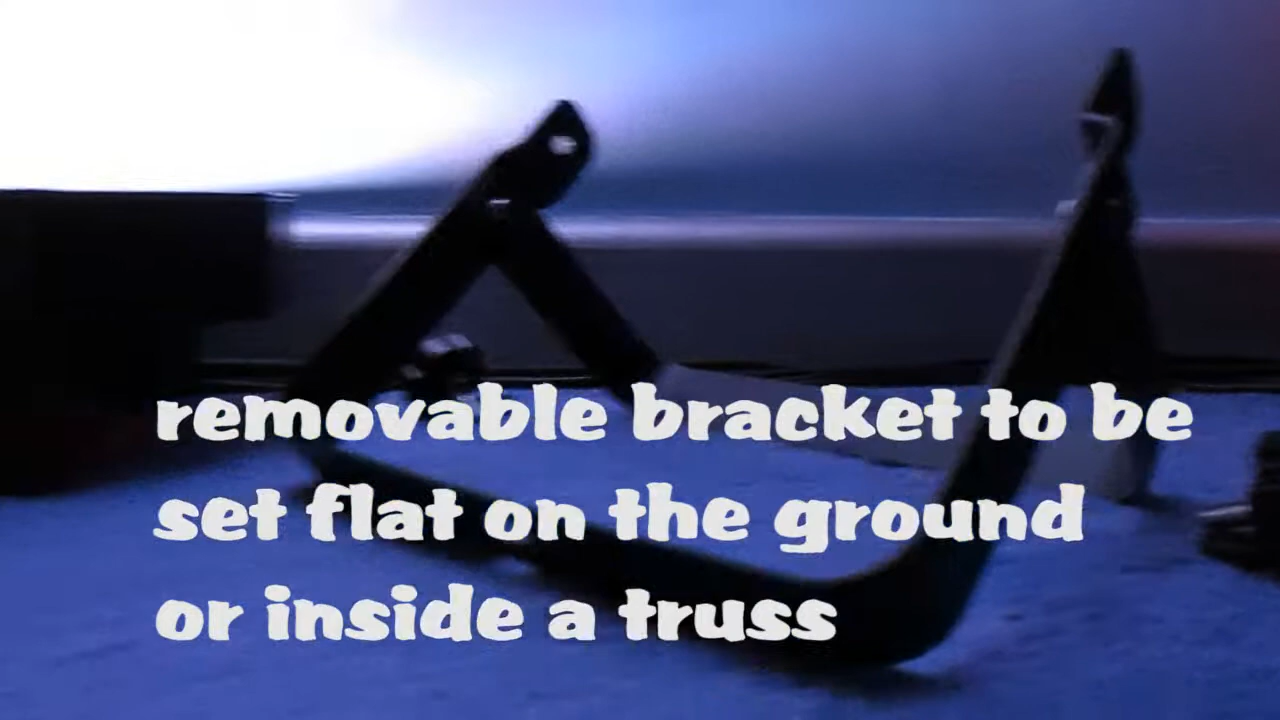 removable bracket to be
set flat on the ground
or inside a truss